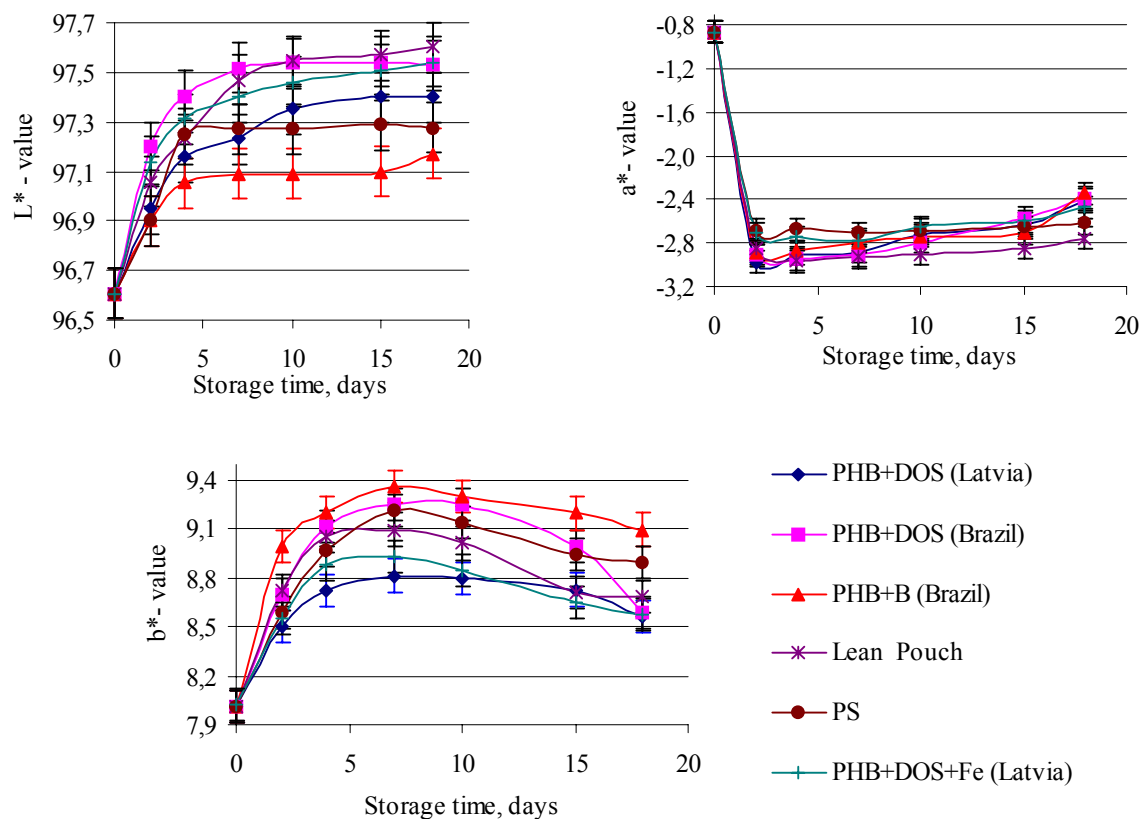 L* - value
97,7
97,5
97,3
97,1
96,9
96,7
96,5
0 5 10 15 20
Storage time, days
a*- value
-0,8
-1,2
-1,6
-2,0
-2,4
-2,8
-3,2
0 5 10 15 20
Storage time, days
b*- value
9,4
9,1
8,8
8,5
8,2
7,9
0 5 10 15 20
Storage time, days
PHB+DOS (Latvia)
PHB+DOS (Brazil)
PHB+B (Brazil)
Lean Pouch
PS
PHB+DOS+Fe (Latvia)